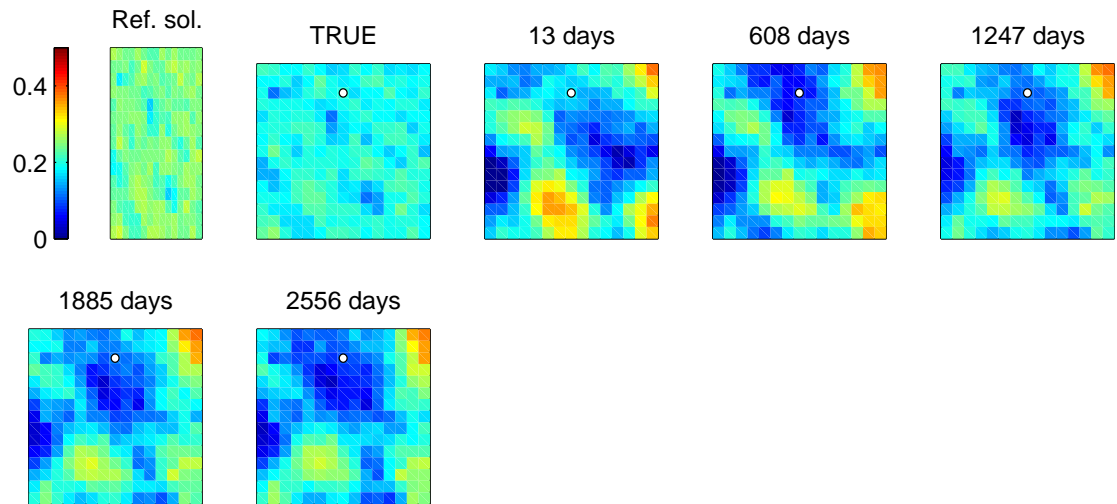 Ref. sol.
TRUE
13 days
608 days
1247 days
0.4
0.2
0
1885 days
2556 days